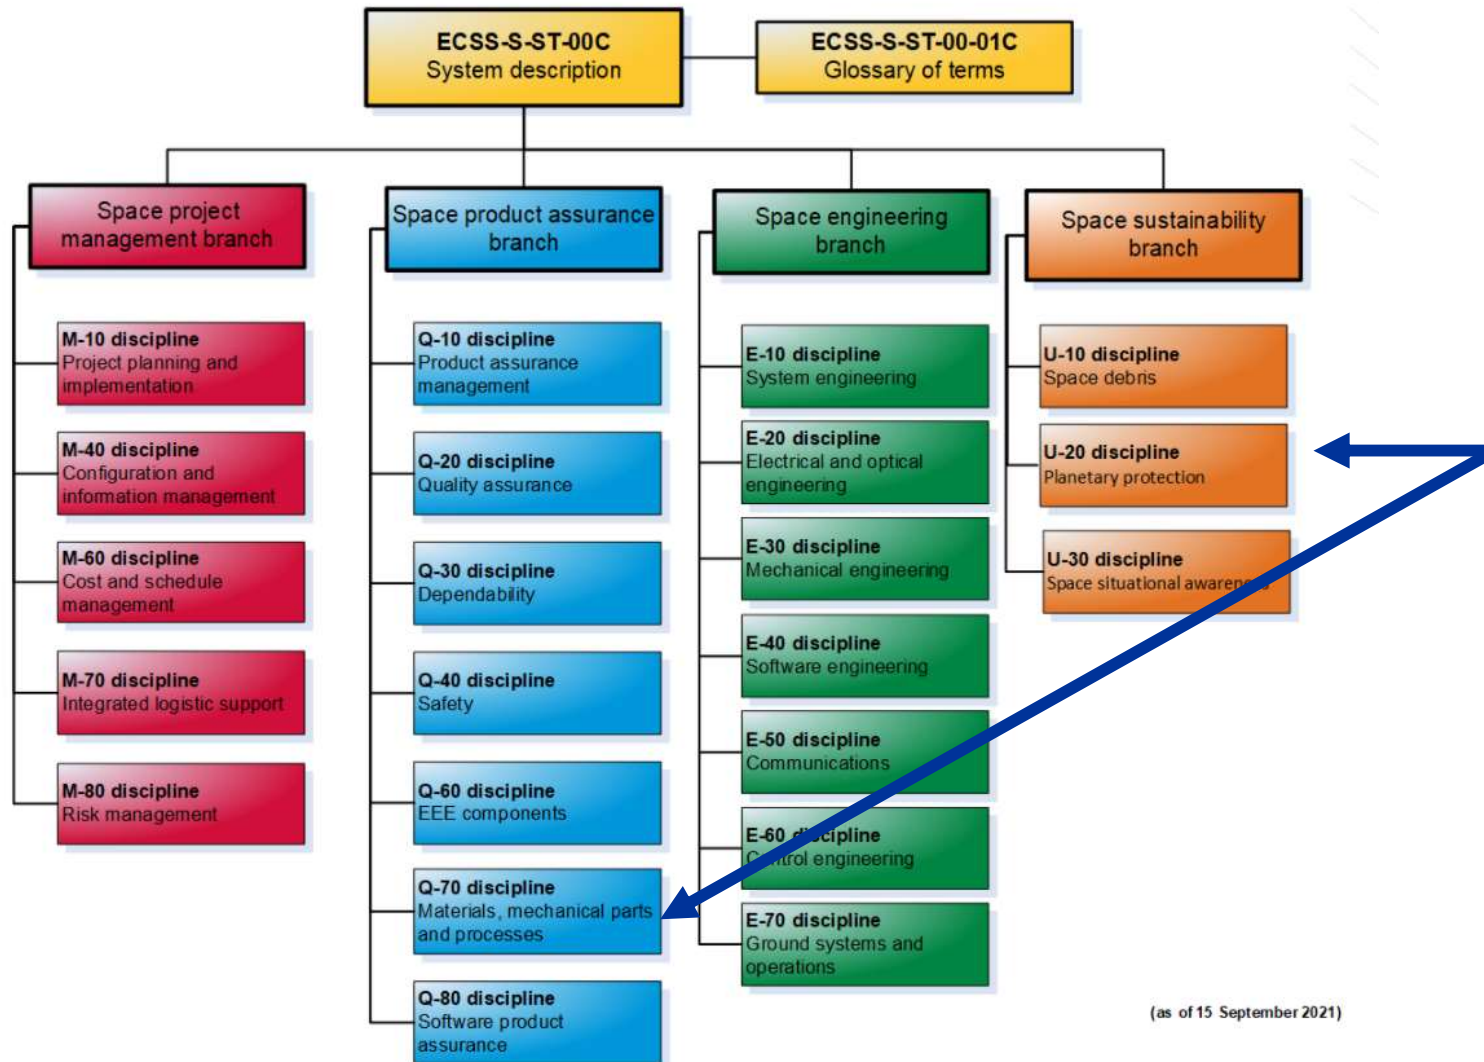 ECSS-S-ST-00C
System description
ECSS-S-ST-00-01C
Glossary of terms
Space project
management branch
M-10 discipline
Project planning and
implementation
M-40 discipline
Configuration and
information management
M-60 discipline
Cost and schedule
management
M-70 discipline
Integrated logistic support
M-80 discipline
Risk management
Space product assurance
branch
Q-10 discipline
Product assurance
management
Q-20 discipline
Quality assurance
Q-30 discipline
Dependability
Q-40 discipline
Safety
Q-60 discipline
EEE components
Q-70 discipline
Materials, mechanical parts
and processes
Q-80 discipline
Software product
assurance
Space engineering
branch
E-10 discipline
System engineering
E-20 discipline
Electrical and optical
engineering
E-30 discipline
Mechanical engineering
E-40 discipline
Software engineering
E-50 discipline
Communications
E-60 discipline
Control engineering
E-70 discipline
Ground systems and
operations
Space sustainability
branch
U-10 discipline
Space debris
U-20 discipline
Planetary protection
U-30 discipline
Space situational awareness
(as of 15 September 2021)